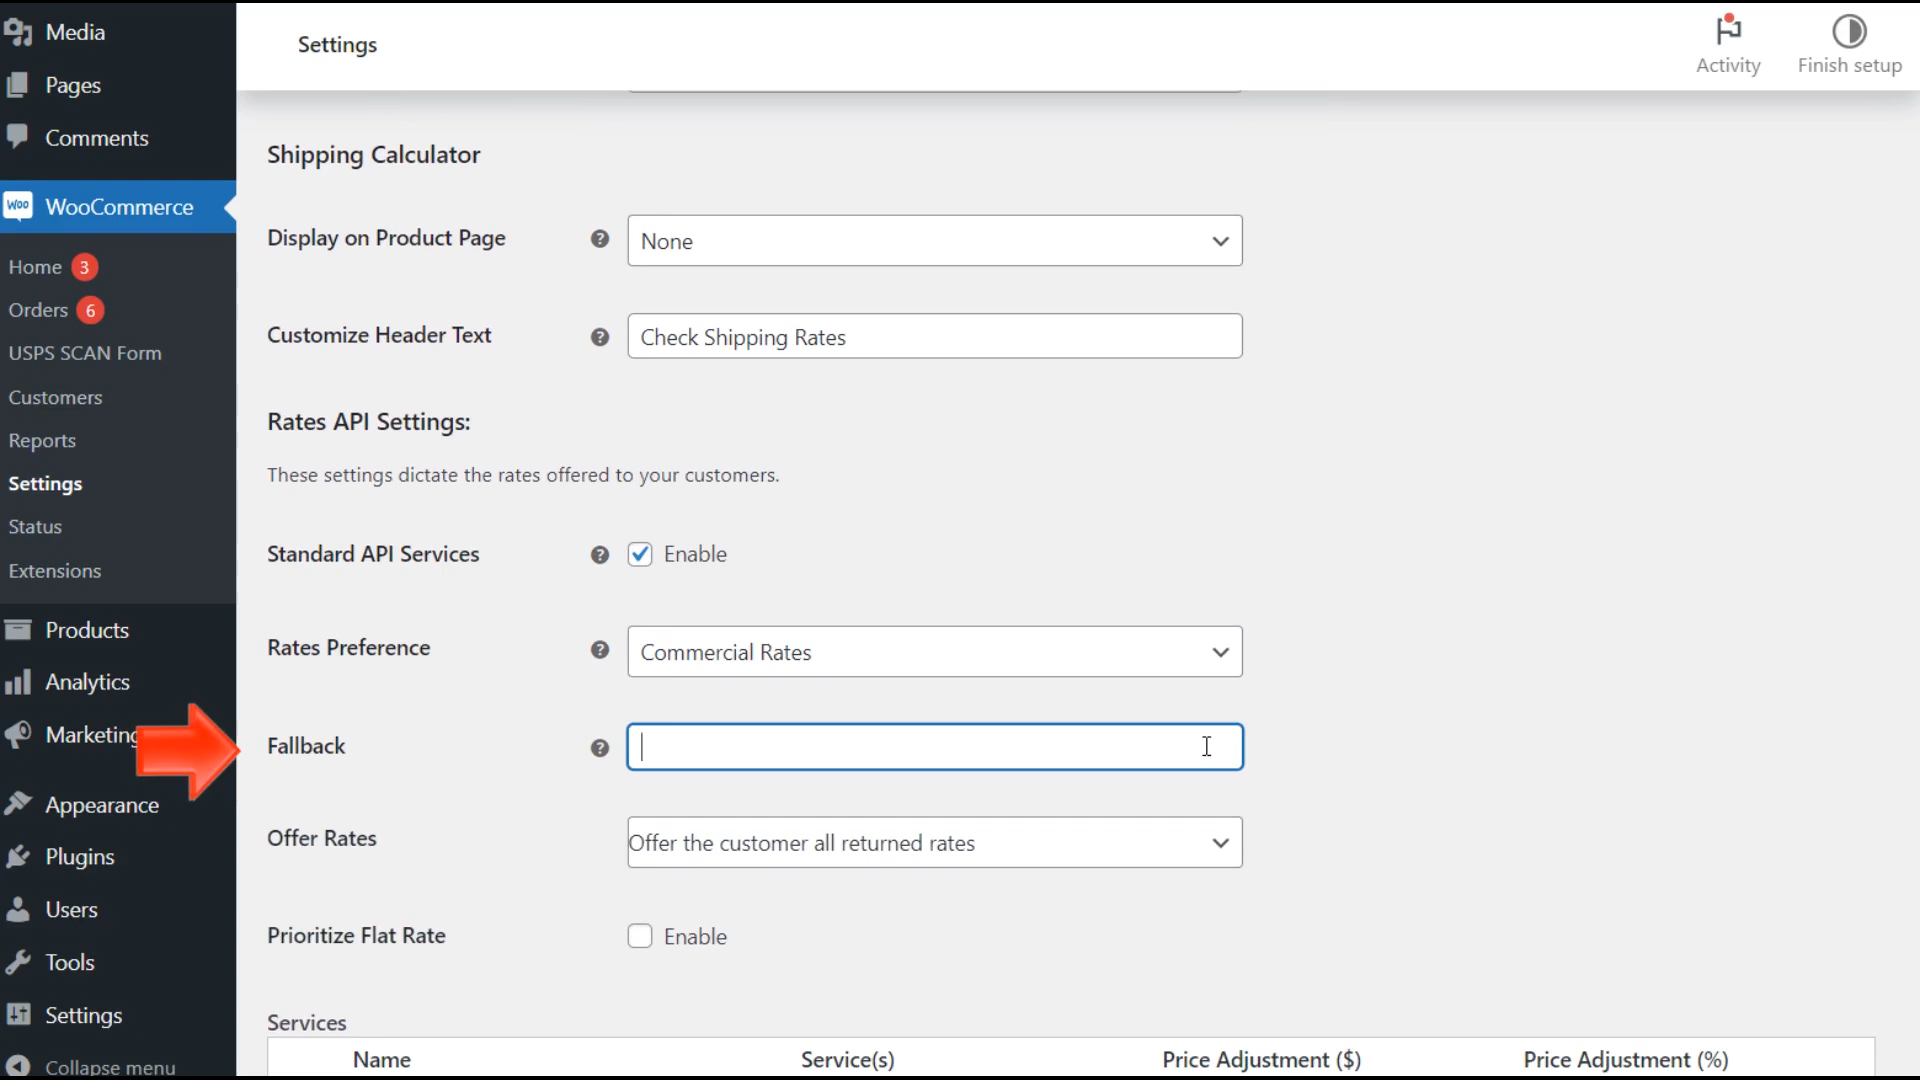 Media
Pages
Comments
Woo WooCommerce
Home 3
Orders 6
USPS SCAN Form
Customers
Reports
Settings
Status
Extensions
Products
Analytics
Marketing
Appearance
Plugins
Users
Tools
Settings
Collapse menu
Settings
Activity
Finish setup
Shipping Calculator
Display on Product Page ? None
Customize Header Text ? Check Shipping Rates
Rates API Settings:
These settings dictate the rates offered to your customers.
Standard API Services ? Enable
Rates Preference ? Commercial Rates
Fallback ?
Offer Rates Offer the customer all returned rates
Prioritize Flat Rate Enable
Services
Name Service(s) Price Adjustment ($) Price Adjustment (%)